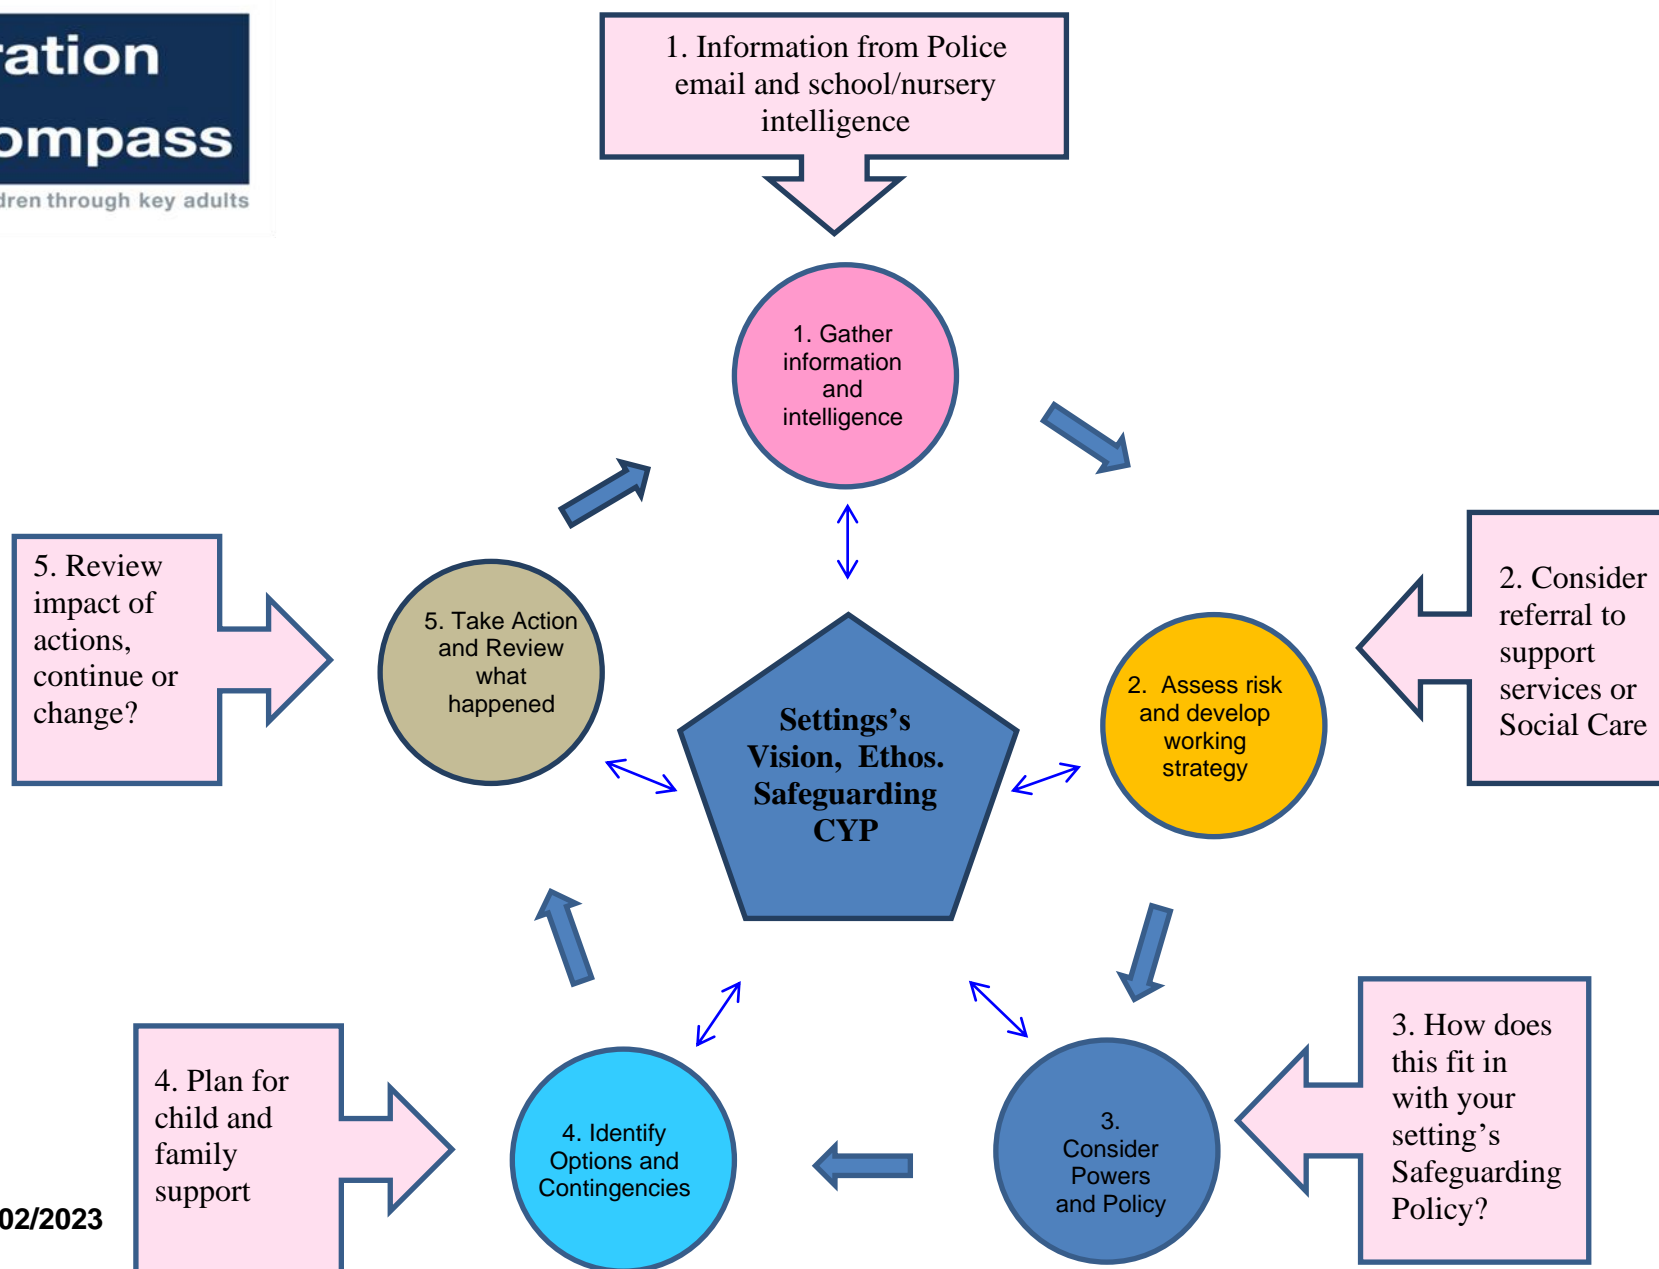 ration
ompass
dren through key adults
1. Information from Police
email and school/nursery
intelligence
1. Gather
information
and
intelligence
5. Review
impact of
actions,
continue or
change?
5. Take Action
and Review
what
happened
Settings's
Vision,  Ethos.
Safeguarding
CYP
2.  Assess risk
and develop
working
strategy
2. Consider
referral to
support
services or
Social Care
4. Plan for
child and
family
support
4. Identify
Options and
Contingencies
3.
Consider
Powers
and Policy
3. How does
this fit in
with your
setting’s
Safeguarding
Policy?
02/2023